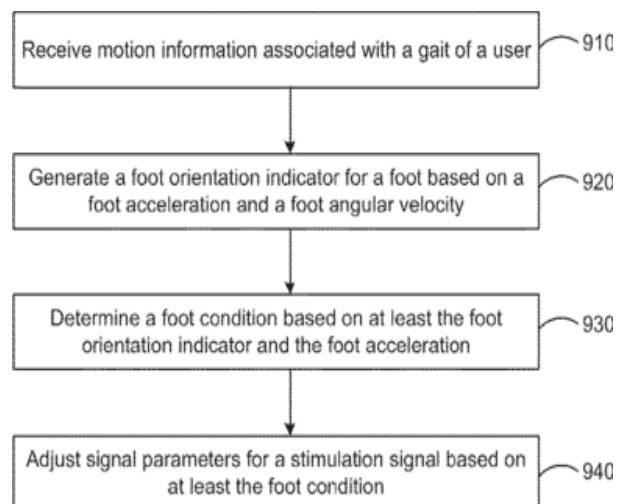 Receive motion information associated with a gait of a user
910
Generate a foot orientation indicator for a foot based on a
foot acceleration and a foot angular velocity
920
Determine a foot condition based on at least the foot
orientation indicator and the foot acceleration
930
Adjust signal parameters for a stimulation signal based on
at least the foot condition
940